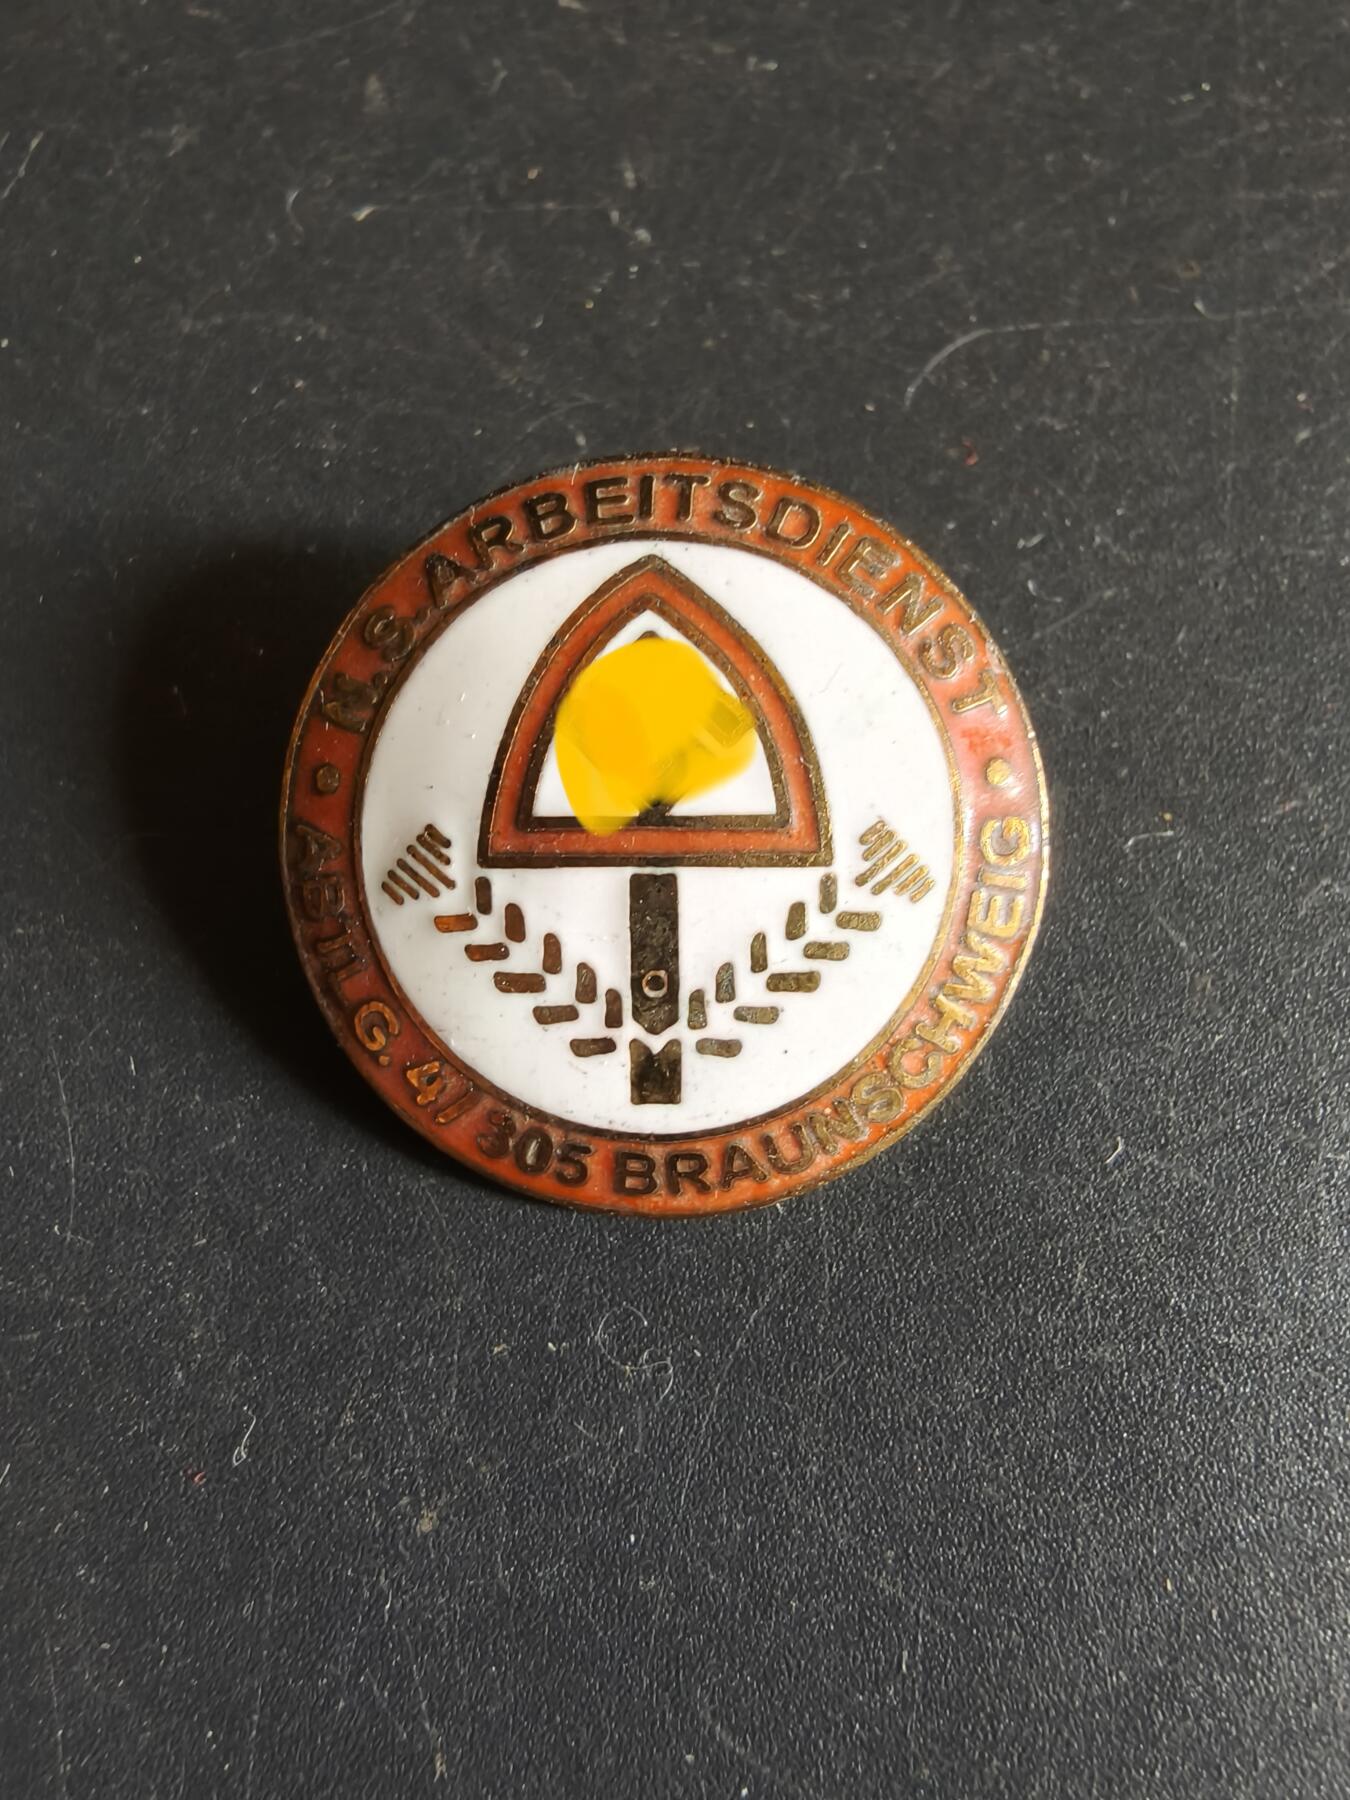 N.S.ARBEITSDIENST
ABTLG. 4/305 BRAUNSCHWEIG